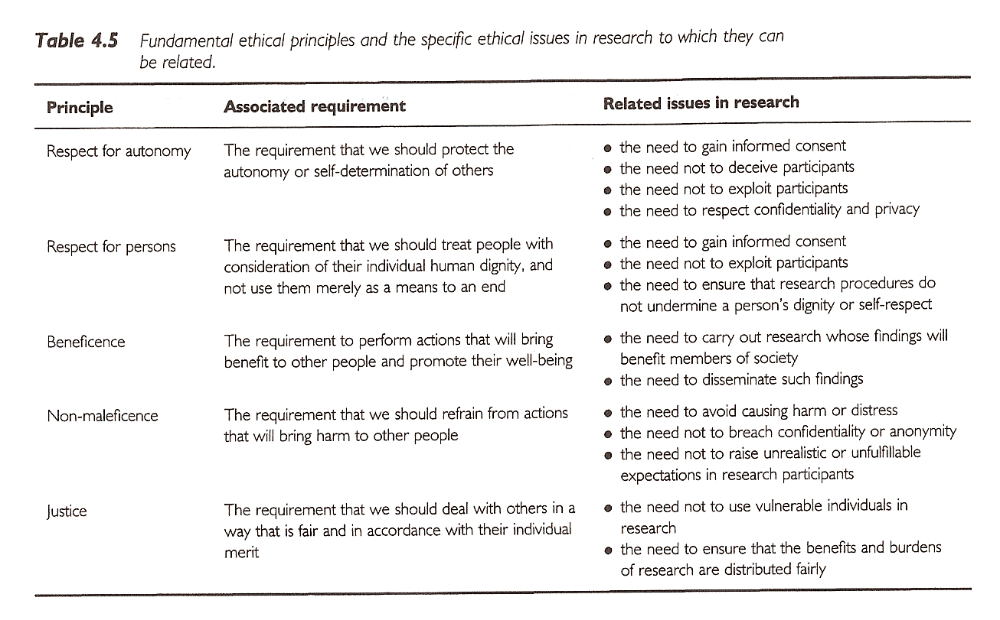 Table 4.5 Fundamental ethical principles and the specific ethical issues in research to which they can
be related.
Principle Associated requirement Related issues in research
Respect for autonomy The requirement that we should protect the
autonomy or self-determination of others
• the need to gain informed consent
• the need not to deceive participants
• the need not to exploit participants
• the need to respect confidentiality and privacy
Respect for persons The requirement that we should treat people with
consideration of their individual human dignity, and
not use them merely as a means to an end
• the need to gain informed consent
• the need not to exploit participants
• the need to ensure that research procedures do
not undermine a person's dignity or self-respect
Beneficence The requirement to perform actions that will bring
benefit to other people and promote their well-being
• the need to carry out research whose findings will
benefit members of society
• the need to disseminate such findings
Non-maleficence The requirement that we should refrain from actions
that will bring harm to other people
• the need to avoid causing harm or distress
• the need not to breach confidentiality or anonymity
• the need not to raise unrealistic or unfulfillable
expectations in research participants
Justice The requirement that we should deal with others in a
way that is fair and in accordance with their individual
merit
• the need not to use vulnerable individuals in
research
• the need to ensure that the benefits and burdens
of research are distributed fairly